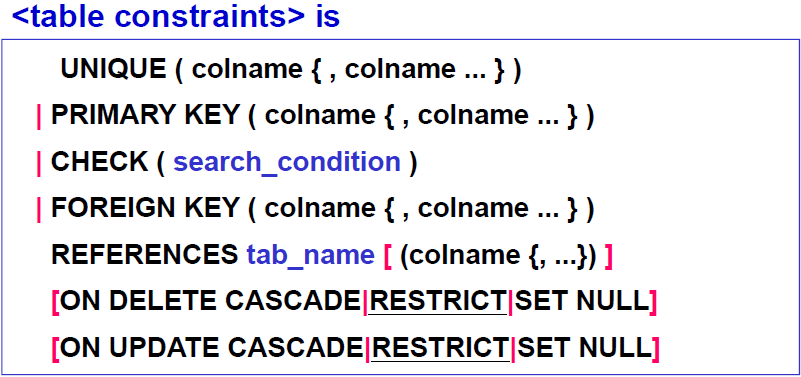 <table constraints> is
UNIQUE ( colname { , colname ... } )
| PRIMARY KEY ( colname { , colname ... } )
| CHECK ( search_condition )
| FOREIGN KEY ( colname { , colname ... } )
REFERENCES tab_name [ (colname {, ...}) ]
[ON DELETE CASCADE|RESTRICT|SET NULL]
[ON UPDATE CASCADE|RESTRICT|SET NULL]